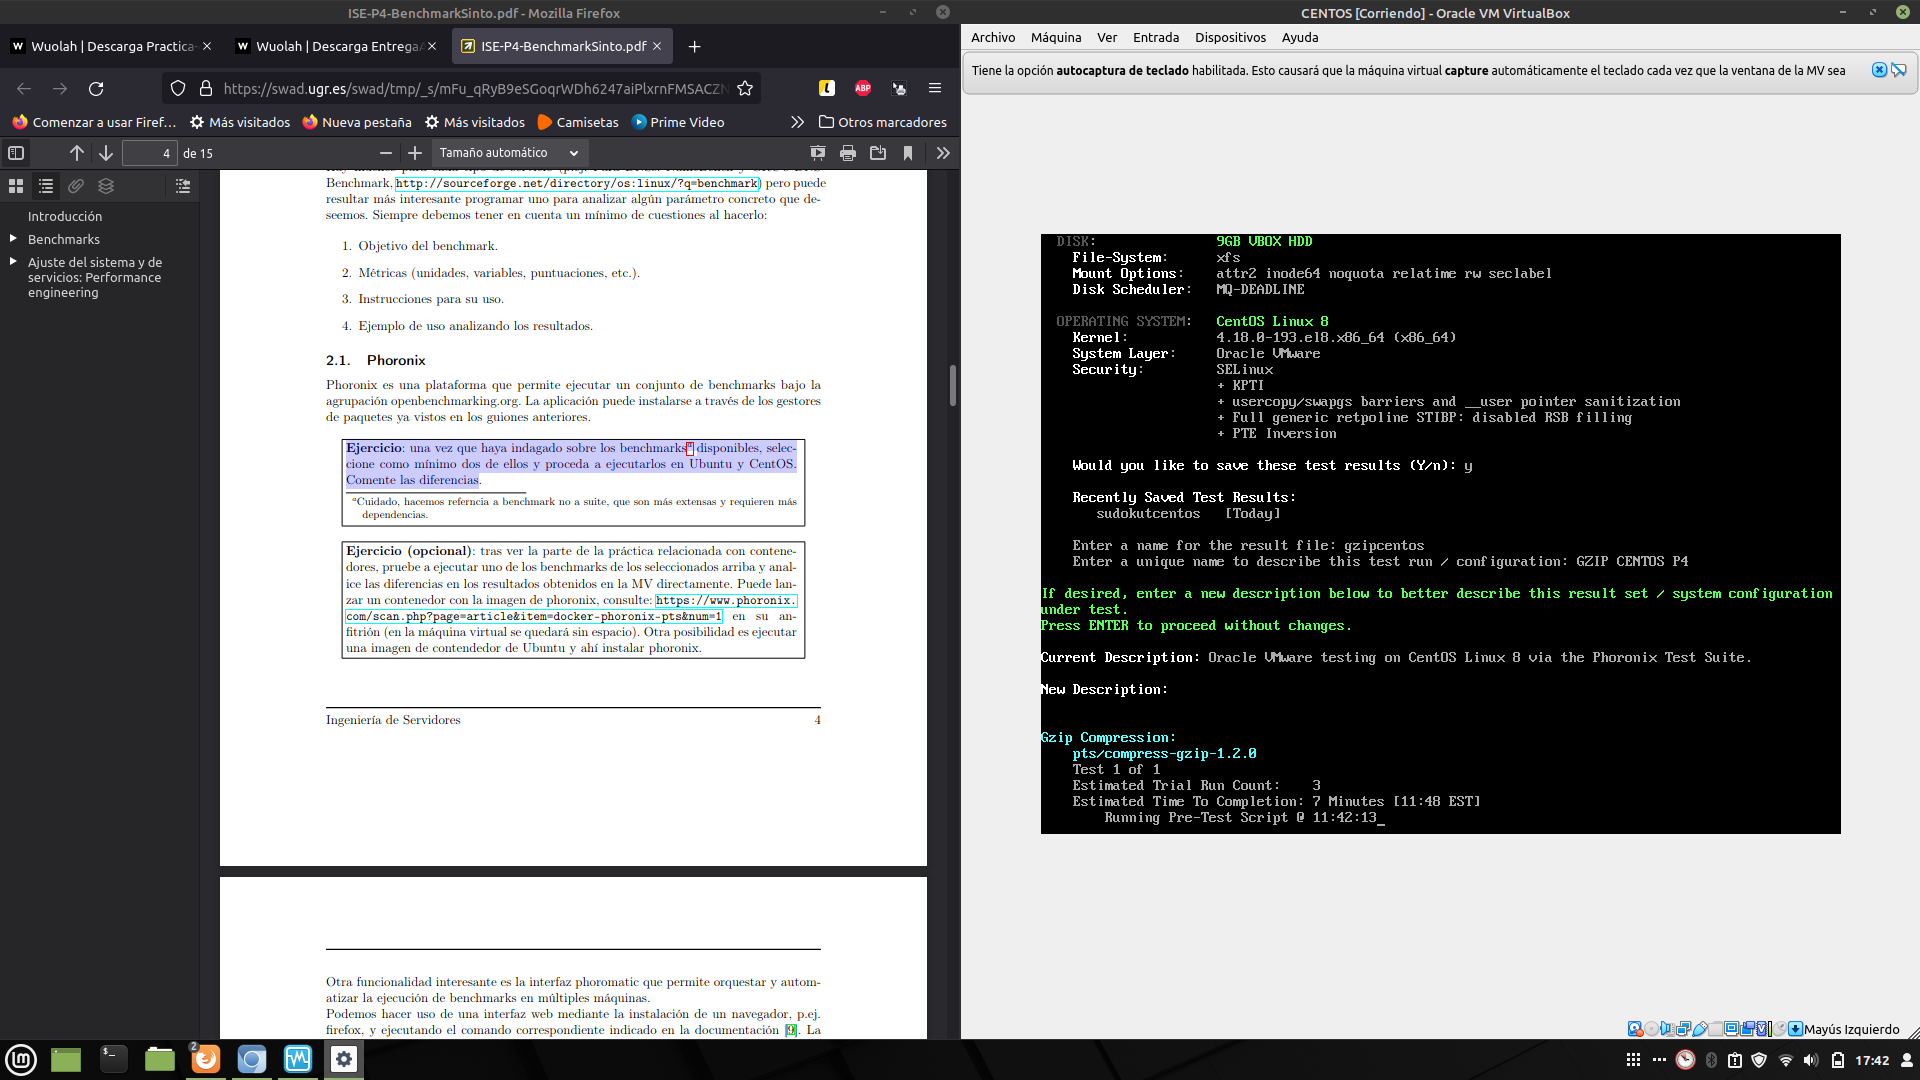 ISE-P4-BenchmarkSinto.pdf - Mozilla Firefox
Wuolah | Descarga Practica-
Wuolah | Descarga EntregaA
ISE-P4-BenchmarkSinto.pdf
https://swad.ugr.es/swad/tmp/_s/mFu_qRyB9eSGoqrWDh6247aiPlxrnFMSACZN
ABP
Comenzar a usar Firef...
Más visitados
Nueva pestaña
Más visitados
Camisetas
Prime Video
Otros marcadores
4
de 15
Tamaño automático
Introducción
Benchmarks
Ajuste del sistema y de
servicios: Performance
engineering
Benchmark, http://sourceforge.net/directory/os:linux/?q=benchmark) pero puede
resultar más interesante programar uno para analizar algún parámetro concreto que de-
seemos. Siempre debemos tener en cuenta un mínimo de cuestiones al hacerlo:
1. Objetivo del benchmark.
2. Métricas (unidades, variables, puntuaciones, etc.).
3. Instrucciones para su uso.
4. Ejemplo de uso analizando los resultados.
2.1. Phoronix
Phoronix es una plataforma que permite ejecutar un conjunto de benchmarks bajo la
agrupación openbenchmarking.org. La aplicación puede instalarse a través de los gestores
de paquetes ya vistos en los guiones anteriores.
Ejercicio: una vez que haya indagado sobre los benchmarksa disponibles, selec-
cione como mínimo dos de ellos y proceda a ejecutarlos en Ubuntu y CentOS.
Comente las diferencias.
aCuidado, hacemos referncia a benchmark no a suite, que son más extensas y requieren más
dependencias.
Ejercicio (opcional): tras ver la parte de la práctica relacionada con contene-
dores, pruebe a ejecutar uno de los benchmarks de los seleccionados arriba y anal-
ice las diferencias en los resultados obtenidos en la MV directamente. Puede lan-
zar un contenedor con la imagen de phoronix, consulte: https://www.phoronix.
com/scan.php?page=article&item=docker-phoronix-pts&num=1 en su an-
fitrión (en la máquina virtual se quedará sin espacio). Otra posibilidad es ejecutar
una imagen de contendedor de Ubuntu y ahí instalar phoronix.
Ingeniería de Servidores
4
Otra funcionalidad interesante es la interfaz phoromatic que permite orquestar y autom-
atizar la ejecución de benchmarks en múltiples máquinas.
Podemos hacer uso de una interfaz web mediante la instalación de un navegador, p.ej.
firefox, y ejecutando el comando correspondiente indicado en la documentación [9]. La
CENTOS [Corriendo] - Oracle VM VirtualBox
Archivo
Máquina
Ver
Entrada
Dispositivos
Ayuda
Tiene la opción autocaptura de teclado habilitada. Esto causará que la máquina virtual capture automáticamente el teclado cada vez que la ventana de la MV sea
DISK: 9GB VBOX HDD
File-System: xfs
Mount Options: attr2 inode64 noquota relatime rw seclabel
Disk Scheduler: MQ-DEADLINE
OPERATING SYSTEM: CentOS Linux 8
Kernel: 4.18.0-193.el8.x86_64 (x86_64)
System Layer: Oracle VMware
Security: SELinux
+ KPTI
+ usercopy/swapgs barriers and __user pointer sanitization
+ Full generic retpoline STIBP: disabled RSB filling
+ PTE Inversion
Would you like to save these test results (Y/n): y
Recently Saved Test Results:
sudokutcentos [Today]
Enter a name for the result file: gzipcentos
Enter a unique name to describe this test run / configuration: GZIP CENTOS P4
If desired, enter a new description below to better describe this result set / system configuration
under test.
Press ENTER to proceed without changes.
Current Description: Oracle VMware testing on CentOS Linux 8 via the Phoronix Test Suite.
New Description:
Gzip Compression:
pts/compress-gzip-1.2.0
Test 1 of 1
Estimated Trial Run Count: 3
Estimated Time To Completion: 7 Minutes [11:48 EST]
Running Pre-Test Script @ 11:42:13_
Mayús Izquierdo
2
17:42